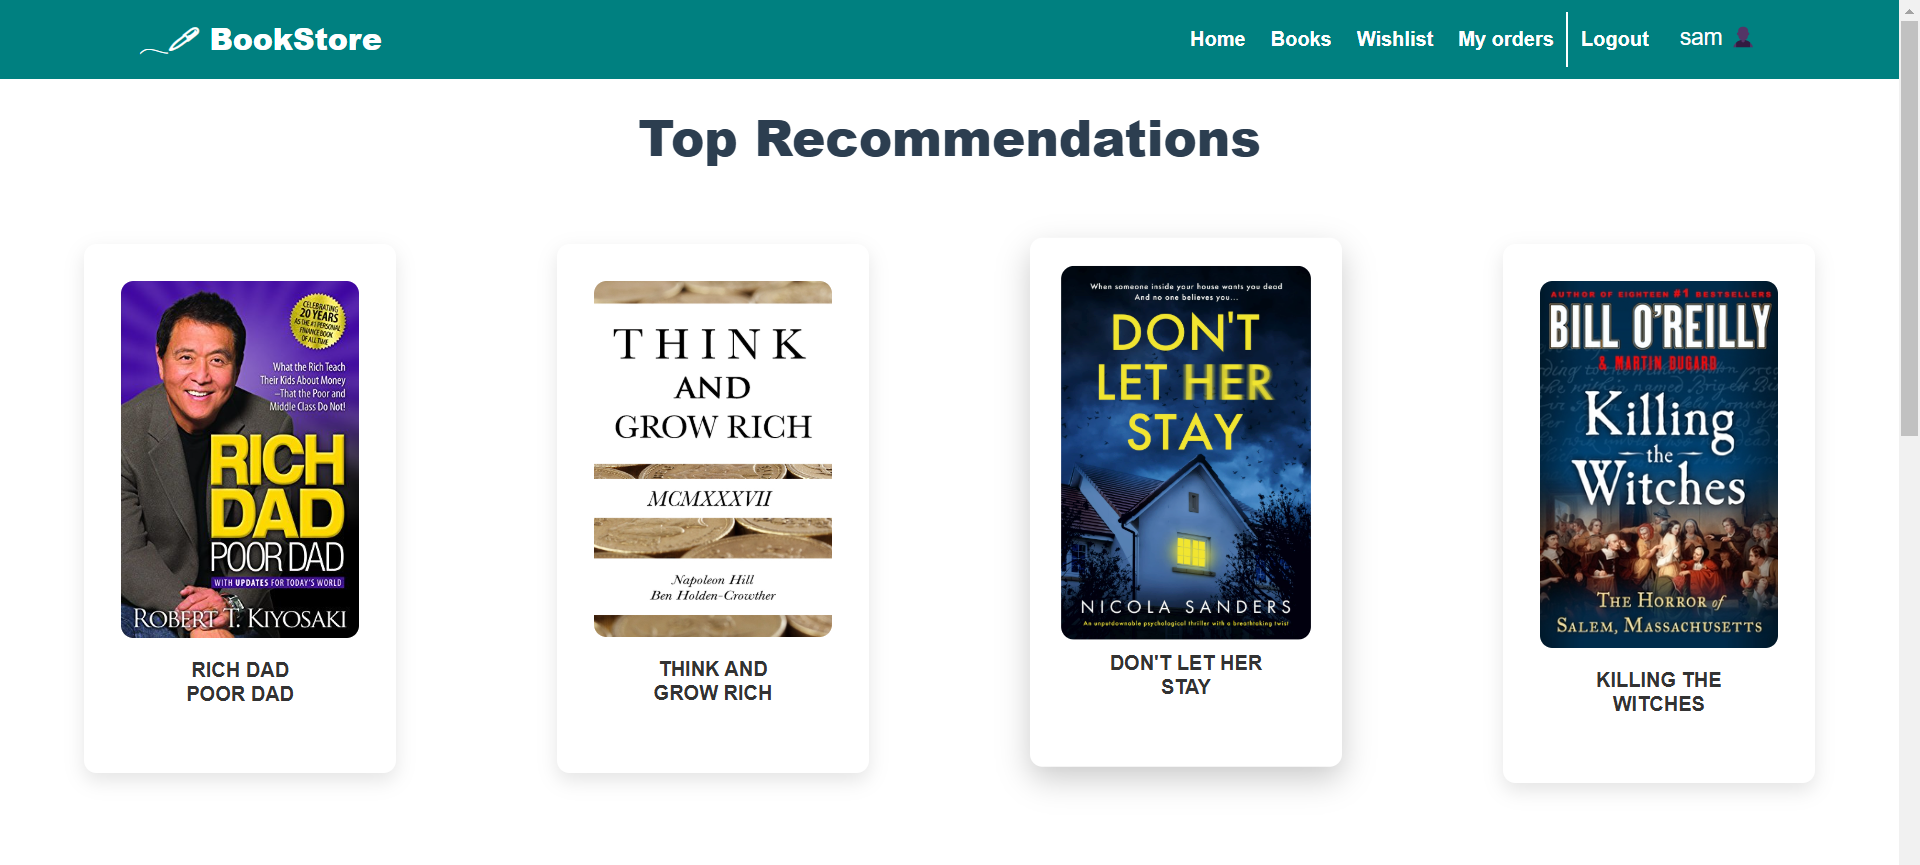 BookStore
Home Books Wishlist My orders Logout sam
Top Recommendations
CELEBRATING
20 YEARS
AS THE #1 PERSONAL
FINANCE BOOK
OF ALL TIME
What the Rich Teach
Their Kids About Money
–That the Poor and
Middle Class Do Not!
RICH
DAD
POOR DAD
WITH UPDATES FOR TODAY'S WORLD
ROBERT T. KIYOSAKI
RICH DAD
POOR DAD
THINK
AND
GROW RICH
MCMXXXVII
Napoleon Hill
Ben Holden-Crowther
THINK AND
GROW RICH
When someone inside your house wants you dead
And no one believes you...
DON'T
LET HER
STAY
NICOLA SANDERS
An unputdownable psychological thriller with a breathtaking twist
DON'T LET HER
STAY
AUTHOR OF EIGHTEEN #1 BESTSELLERS
BILL O'REILLY
& MARTIN DUGARD
Killing
the
Witches
THE HORROR of
SALEM, MASSACHUSETTS
KILLING THE
WITCHES